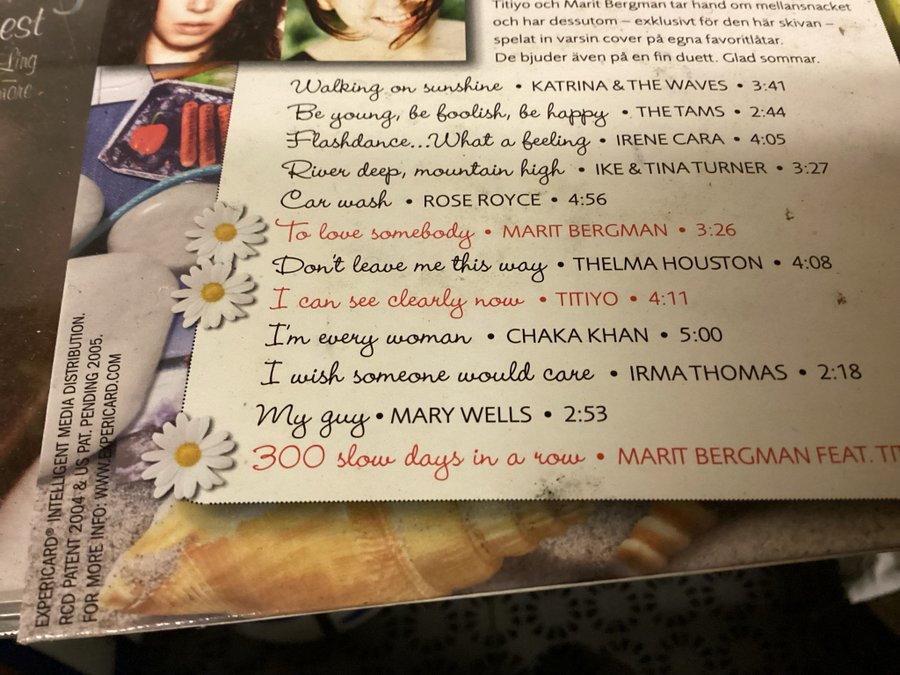 est
Ling
more
Titiyo och Marit Bergman tar hand om mellansnacket
och har dessutom – exklusivt för den här skivan –
spelat in varsin cover på egna favoritlåtar.
De bjuder även på en fin duett. Glad sommar.
Walking on sunshine • KATRINA & THE WAVES • 3:41
Be young, be foolish, be happy • THE TAMS • 2:44
Flashdance...What a feeling • IRENE CARA • 4:05
River deep, mountain high • IKE & TINA TURNER • 3:27
Car wash • ROSE ROYCE • 4:56
To love somebody • MARIT BERGMAN • 3:26
Don't leave me this way • THELMA HOUSTON • 4:08
I can see clearly now • TITIYO • 4:11
I'm every woman • CHAKA KHAN • 5:00
I wish someone would care • IRMA THOMAS • 2:18
My guy • MARY WELLS • 2:53
300 slow days in a row • MARIT BERGMAN FEAT. TI
EXPERICARD® INTELLIGENT MEDIA DISTRIBUTION.
RCD PATENT 2004 & US PAT. PENDING 2005.
FOR MORE INFO: WWW.EXPERICARD.COM